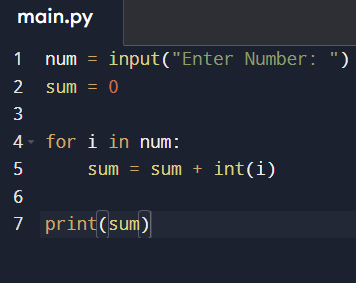 main.py
1 num = input("Enter Number: ")
2 sum = 0
3
4 for i in num:
5     sum = sum + int(i)
6
7 print(sum)